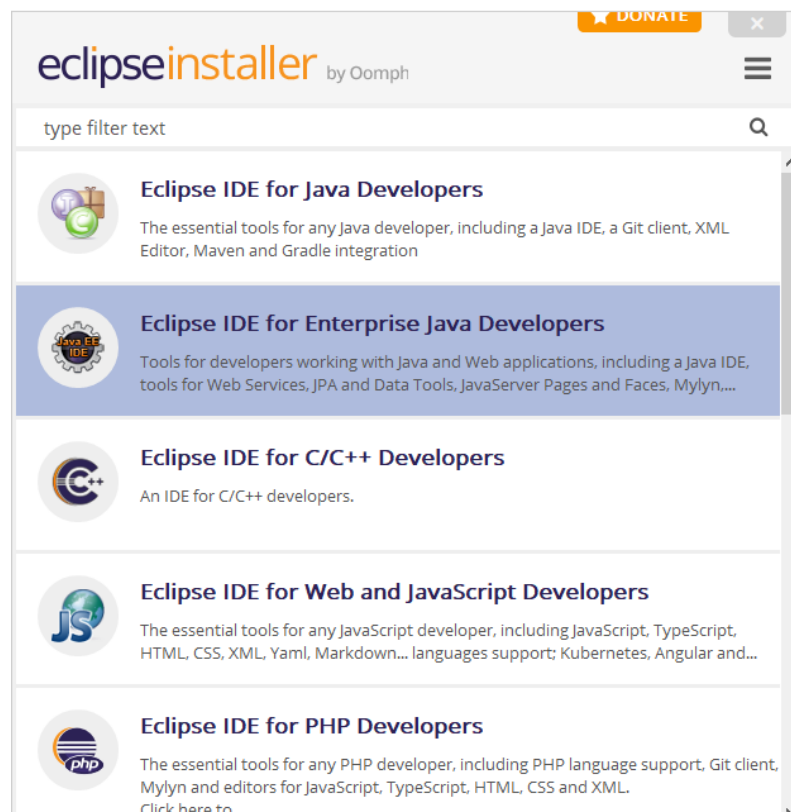 DONATE
eclipseinstaller by Oomph
type filter text
Eclipse IDE for Java Developers
The essential tools for any Java developer, including a Java IDE, a Git client, XML
Editor, Maven and Gradle integration
Java EE
IDE
Eclipse IDE for Enterprise Java Developers
Tools for developers working with Java and Web applications, including a Java IDE,
tools for Web Services, JPA and Data Tools, JavaServer Pages and Faces, Mylyn,...
C++
Eclipse IDE for C/C++ Developers
An IDE for C/C++ developers.
JS
Eclipse IDE for Web and JavaScript Developers
The essential tools for any JavaScript developer, including JavaScript, TypeScript,
HTML, CSS, XML, Yaml, Markdown... languages support; Kubernetes, Angular and...
php
Eclipse IDE for PHP Developers
The essential tools for any PHP developer, including PHP language support, Git client,
Mylyn and editors for JavaScript, TypeScript, HTML, CSS and XML.
Click here to